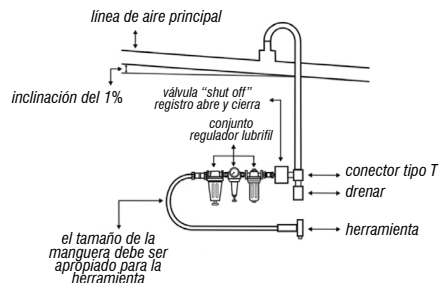 línea de aire principal
inclinación del 1%
válvula “shut off”
registro abre y cierra
conjunto
regulador lubrifil
conector tipo T
drenar
herramienta
el tamaño de la
manguera debe ser
apropiado para la
herramienta